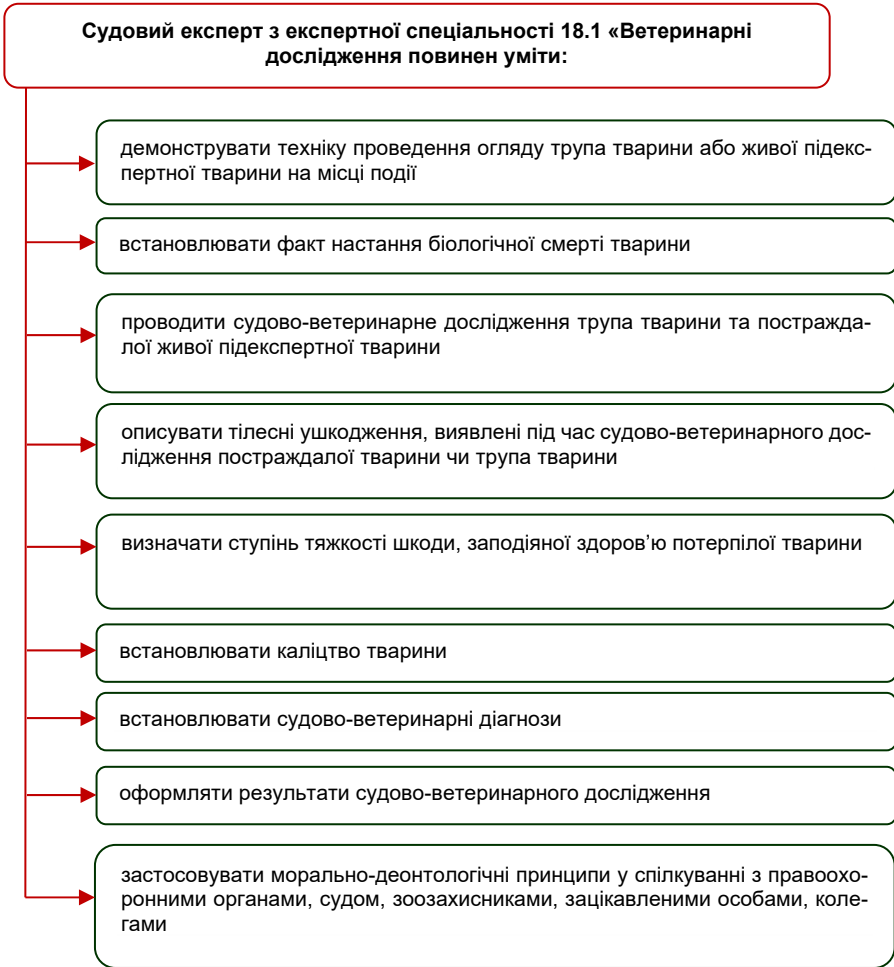 Судовий експерт з експертної спеціальності 18.1 «Ветеринарні
дослідження повинен уміти:
демонструвати техніку проведення огляду трупа тварини або живої підекс-
пертної тварини на місці події
встановлювати факт настання біологічної смерті тварини
проводити судово-ветеринарне дослідження трупа тварини та постражда-
лої живої підекспертної тварини
описувати тілесні ушкодження, виявлені під час судово-ветеринарного дос-
лідження постраждалої тварини чи трупа тварини
визначати ступінь тяжкості шкоди, заподіяної здоров’ю потерпілої тварини
встановлювати каліцтво тварини
встановлювати судово-ветеринарні діагнози
оформляти результати судово-ветеринарного дослідження
застосовувати морально-деонтологічні принципи у спілкуванні з правоохо-
ронними органами, судом, зоозахисниками, зацікавленими особами, коле-
гами